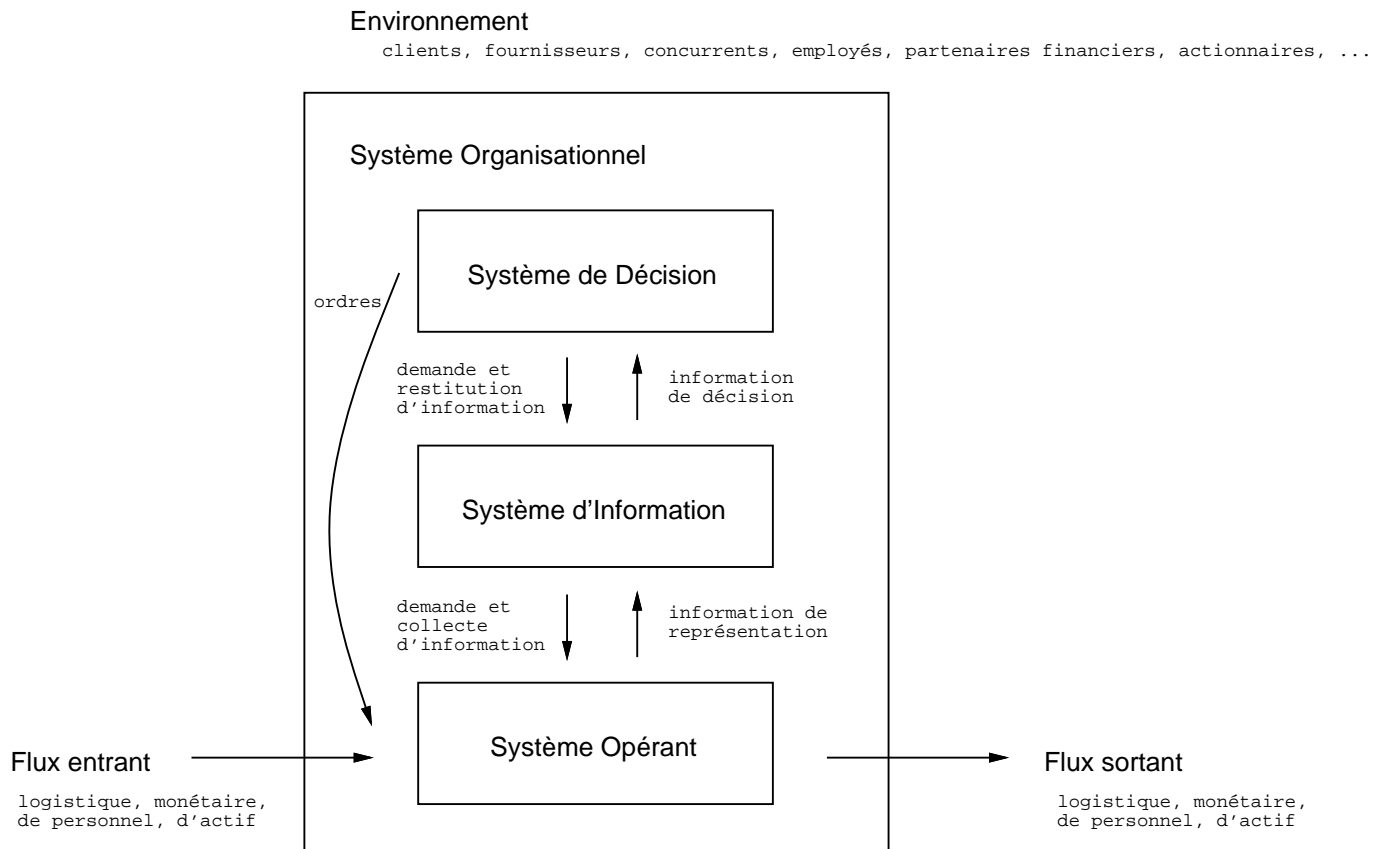 Environnement
clients, fournisseurs, concurrents, employés, partenaires financiers, actionnaires, ...
Système Organisationnel
Système de Décision
ordres
demande et
restitution
d'information
information
de décision
Système d'Information
demande et
collecte
d'information
information de
représentation
Système Opérant
Flux entrant
logistique, monétaire,
de personnel, d'actif
Flux sortant
logistique, monétaire,
de personnel, d'actif